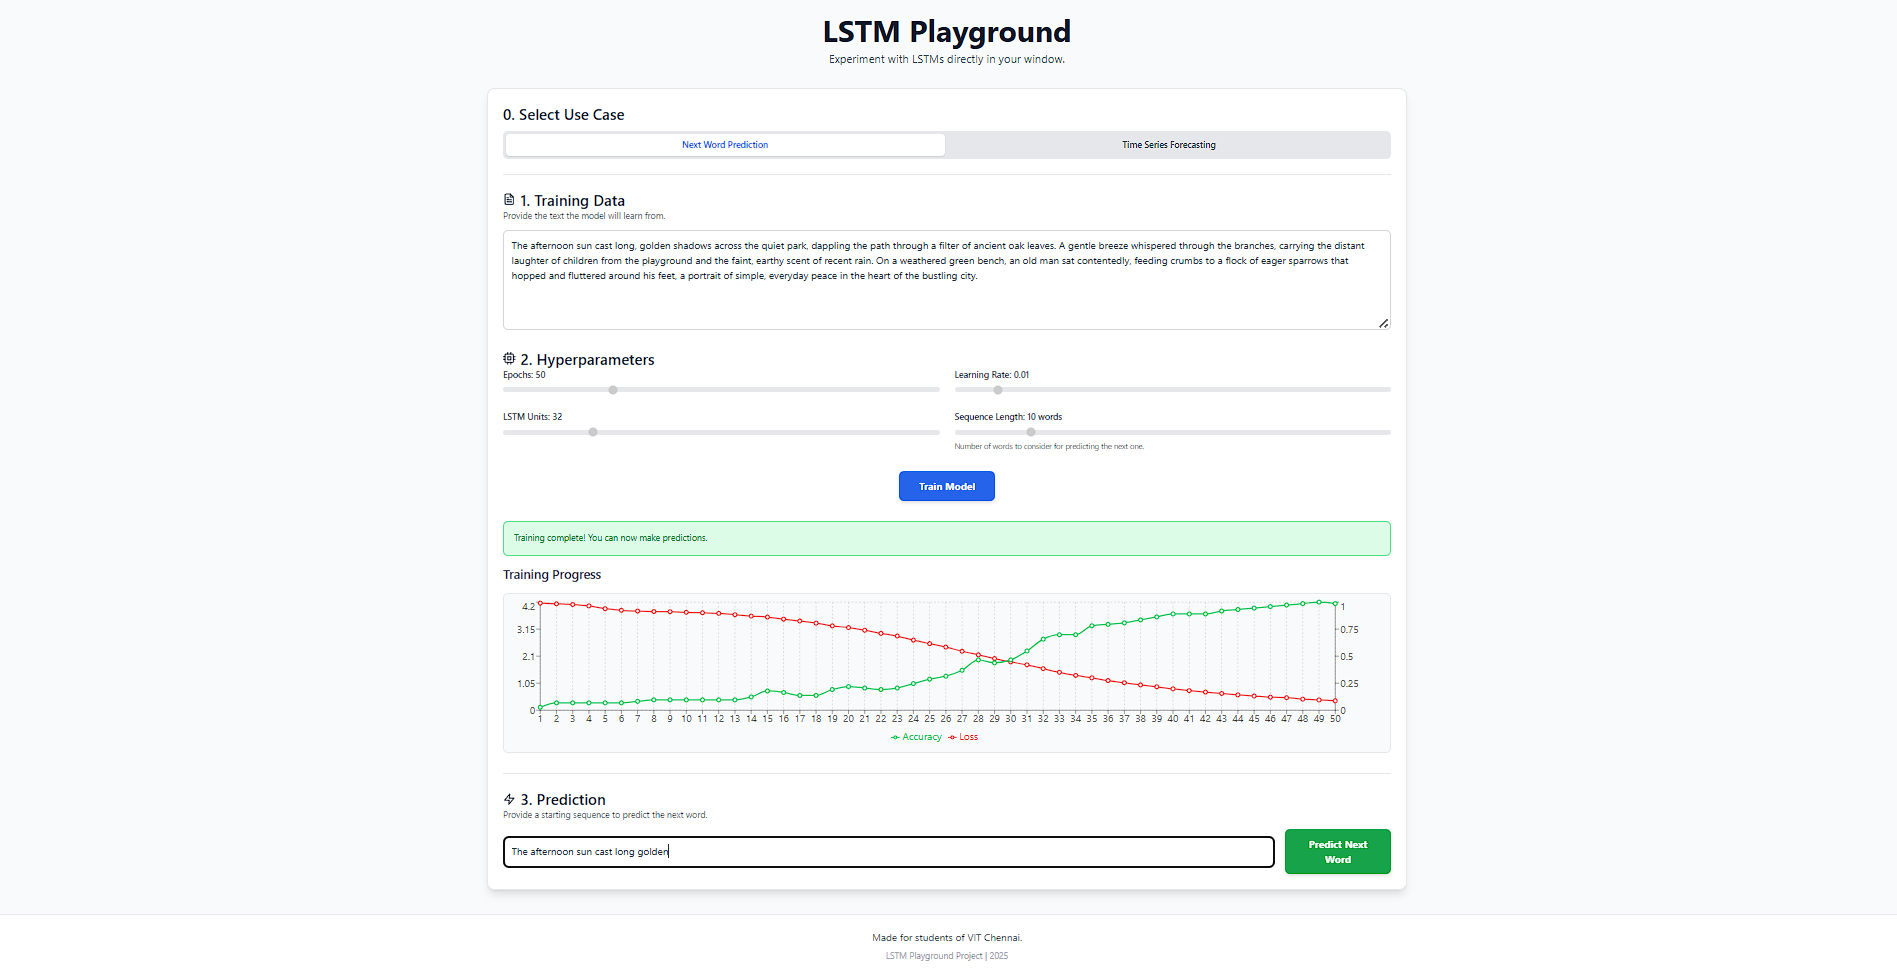 LSTM Playground
Experiment with LSTMs directly in your window.
0. Select Use Case
Next Word Prediction
Time Series Forecasting
1. Training Data
Provide the text the model will learn from.
The afternoon sun cast long, golden shadows across the quiet park, dappling the path through a filter of ancient oak leaves. A gentle breeze whispered through the branches, carrying the distant
laughter of children from the playground and the faint, earthy scent of recent rain. On a weathered green bench, an old man sat contentedly, feeding crumbs to a flock of eager sparrows that
hopped and fluttered around his feet, a portrait of simple, everyday peace in the heart of the bustling city.
2. Hyperparameters
Epochs: 50
Learning Rate: 0.01
LSTM Units: 32
Sequence Length: 10 words
Number of words to consider for predicting the next one.
Train Model
Training complete! You can now make predictions.
Training Progress
4.2
3.15
2.1
1.05
0
1
0.75
0.5
0.25
0
1 2 3 4 5 6 7 8 9 10 11 12 13 14 15 16 17 18 19 20 21 22 23 24 25 26 27 28 29 30 31 32 33 34 35 36 37 38 39 40 41 42 43 44 45 46 47 48 49 50
Accuracy Loss
3. Prediction
Provide a starting sequence to predict the next word.
The afternoon sun cast long golden
Predict Next
Word
Made for students of VIT Chennai.
LSTM Playground Project | 2025